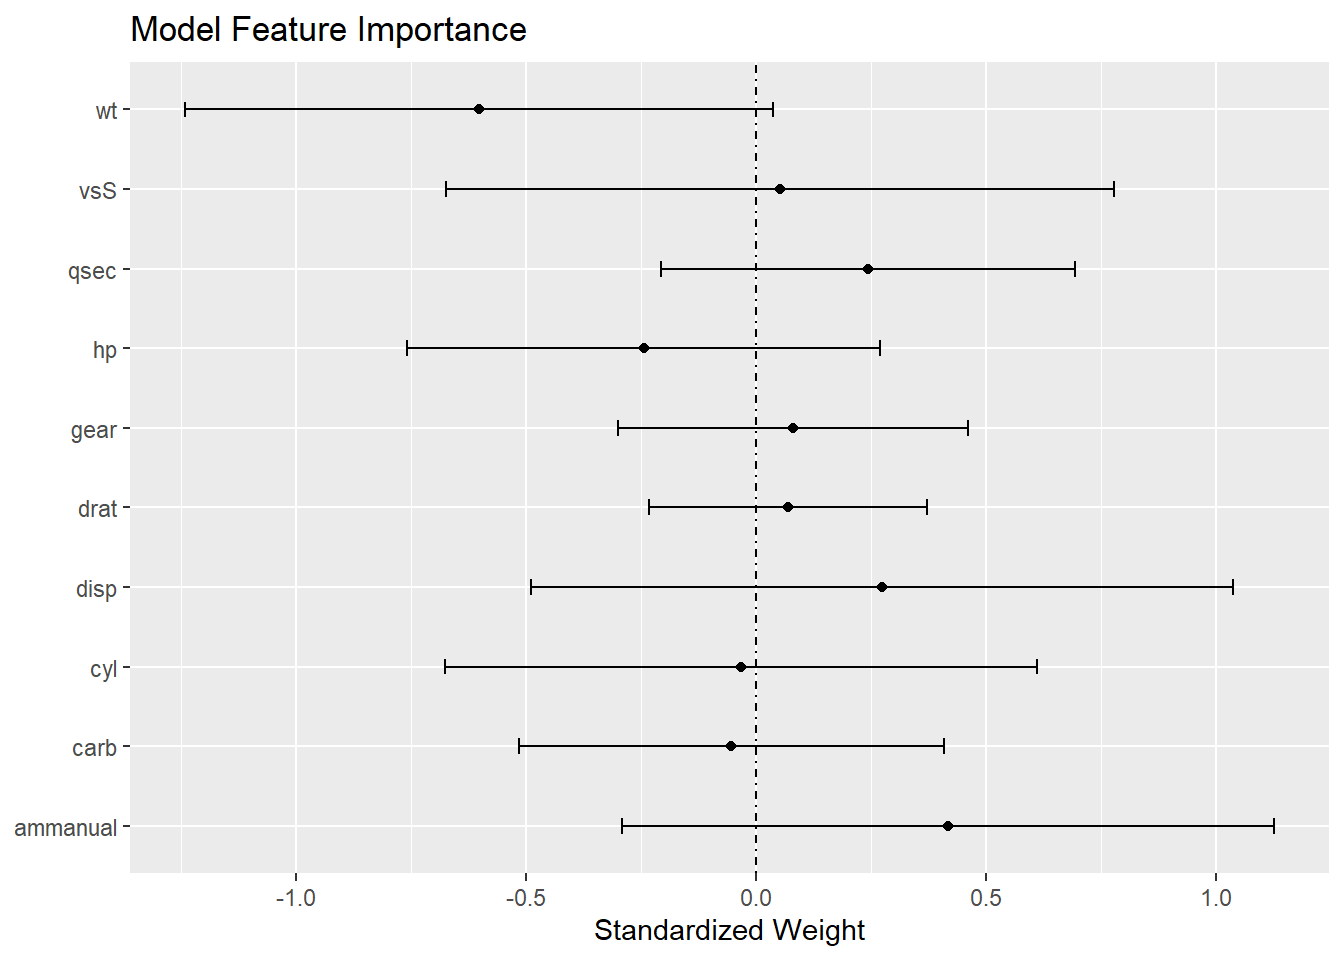 Model Feature Importance
wt
vsS
qsec
hp
gear
drat
disp
cyl
carb
ammanual
-1.0 -0.5 0.0 0.5 1.0
Standardized Weight